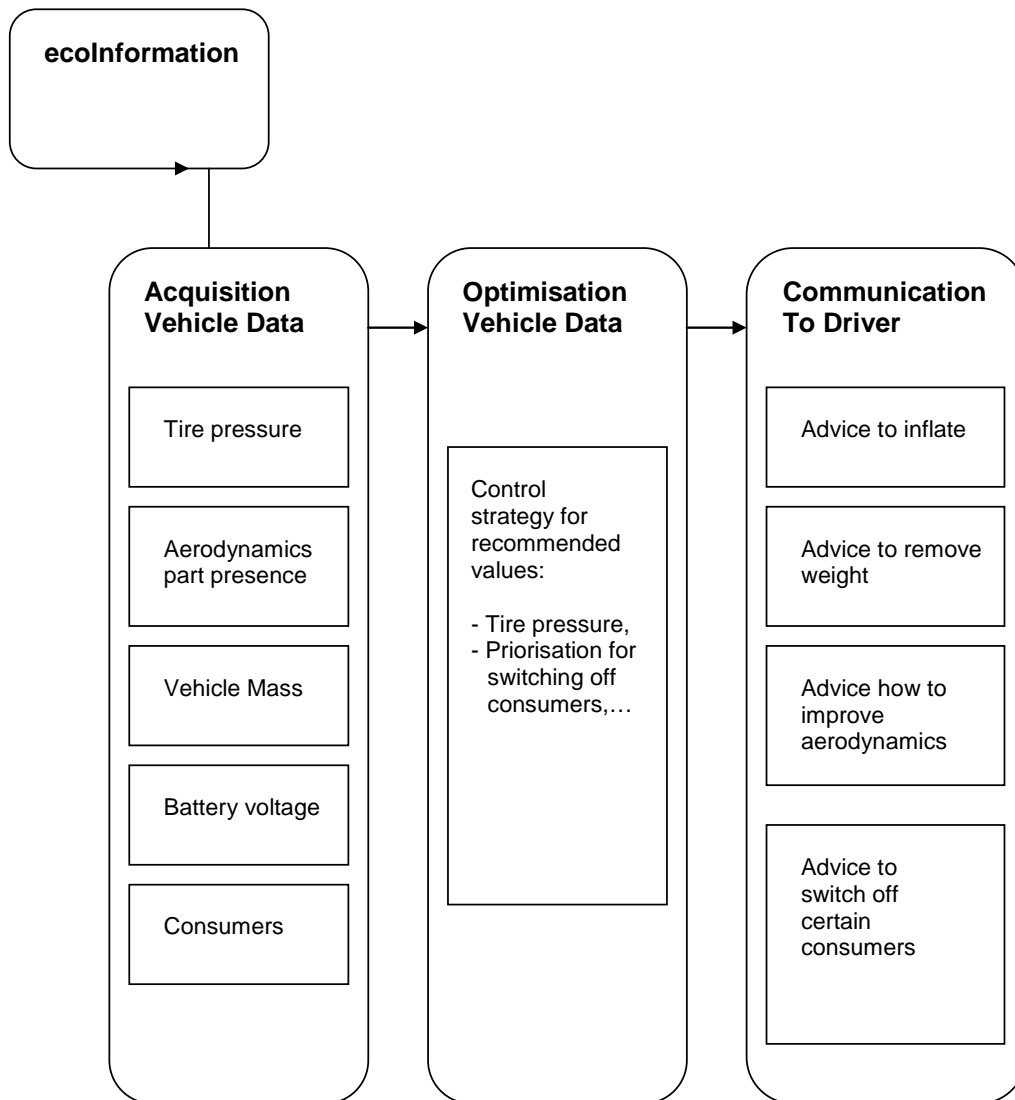 ecoInformation
Acquisition
Vehicle Data
Tire pressure
Aerodynamics
part presence
Vehicle Mass
Battery voltage
Consumers
Optimisation
Vehicle Data
Control
strategy for
recommended
values:
- Tire pressure,
- Priorisation for
switching off
consumers,…
Communication
To Driver
Advice to inflate
Advice to remove
weight
Advice how to
improve
aerodynamics
Advice to
switch off
certain
consumers